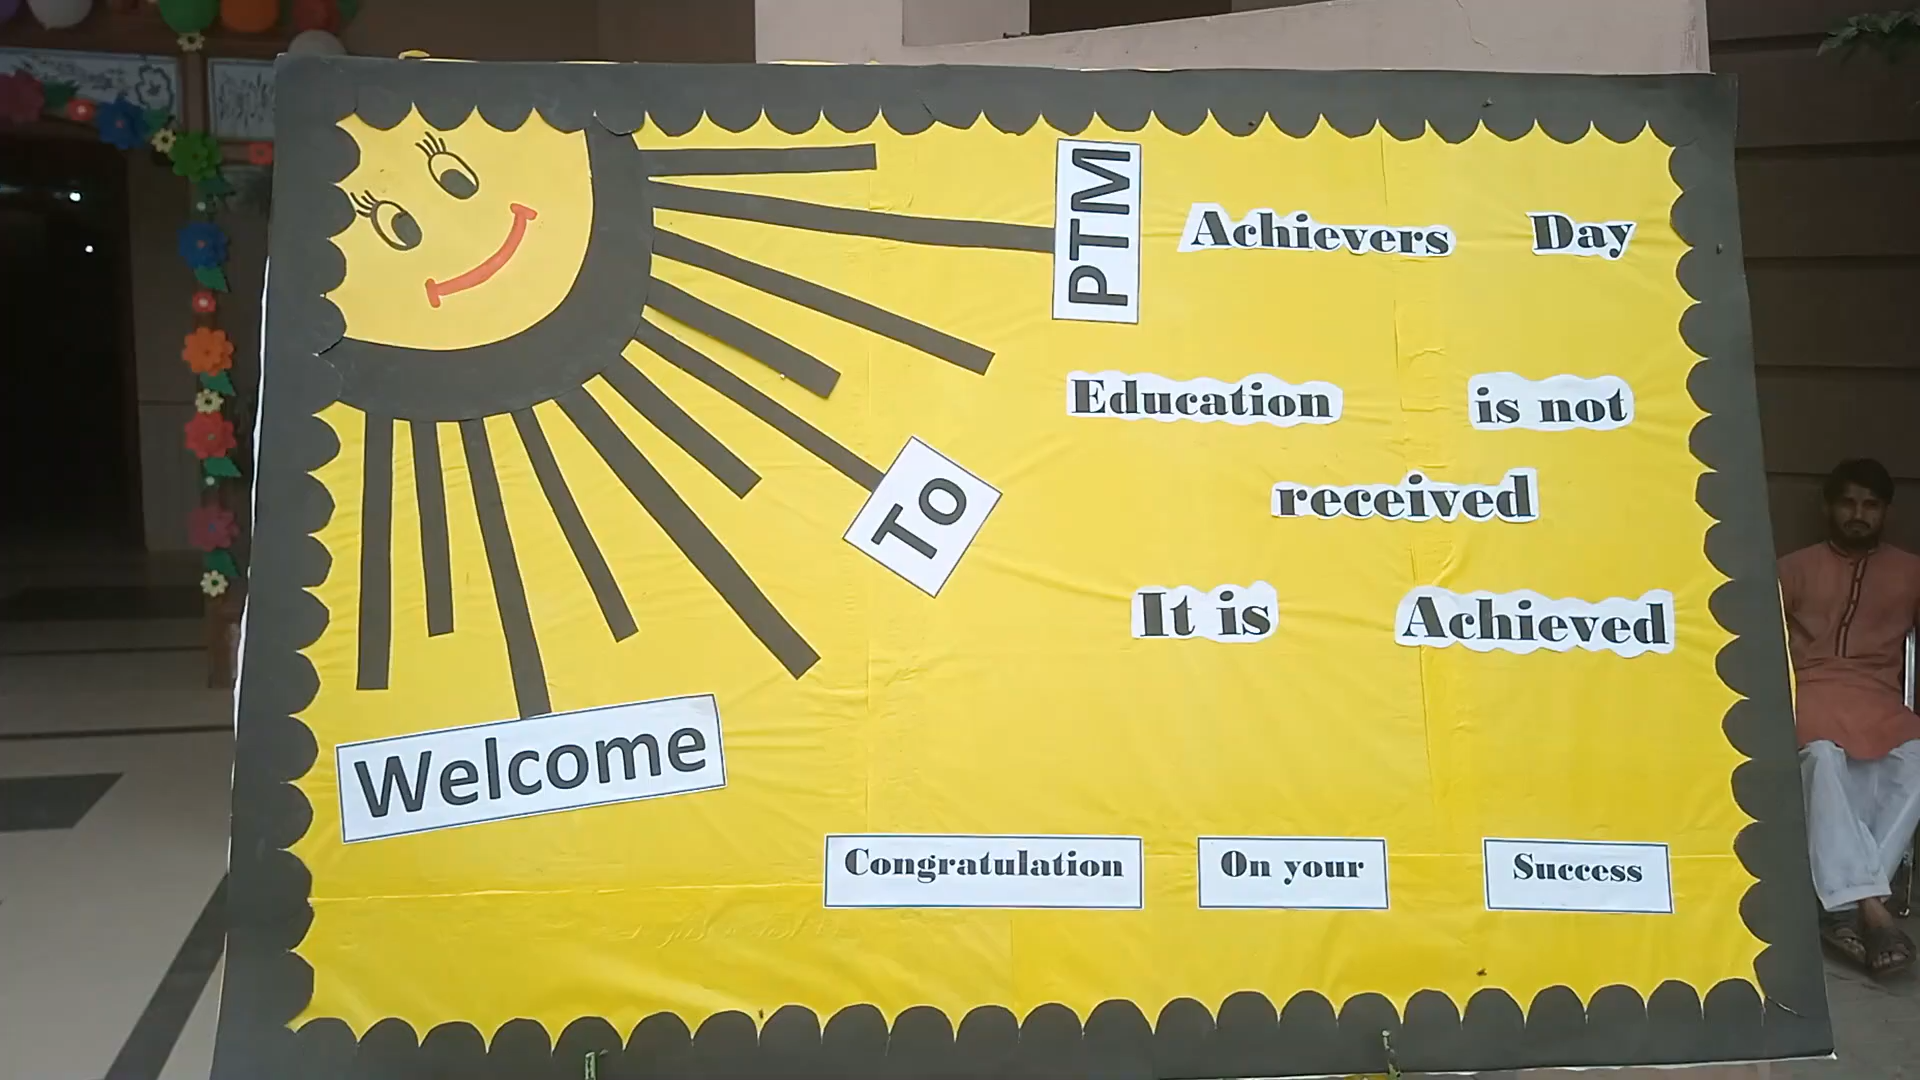 Welcome
To
PTM
Achievers Day
Education is not
received
It is Achieved
Congratulation On your Success